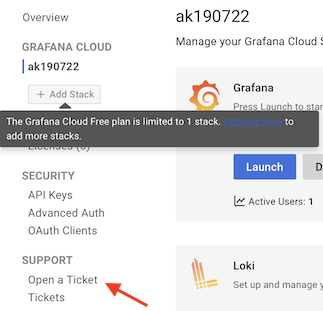 Overview
GRAFANA CLOUD
ak190722
+ Add Stack
The Grafana Cloud Free plan is limited to 1 stack. Upgrade Now to
add more stacks.
Licenses (0)
SECURITY
API Keys
Advanced Auth
OAuth Clients
SUPPORT
Open a Ticket
Tickets
ak190722
Manage your Grafana Cloud S
Grafana
Press Launch to star
Launch
D
Active Users: 1
Loki
Set up and manage y